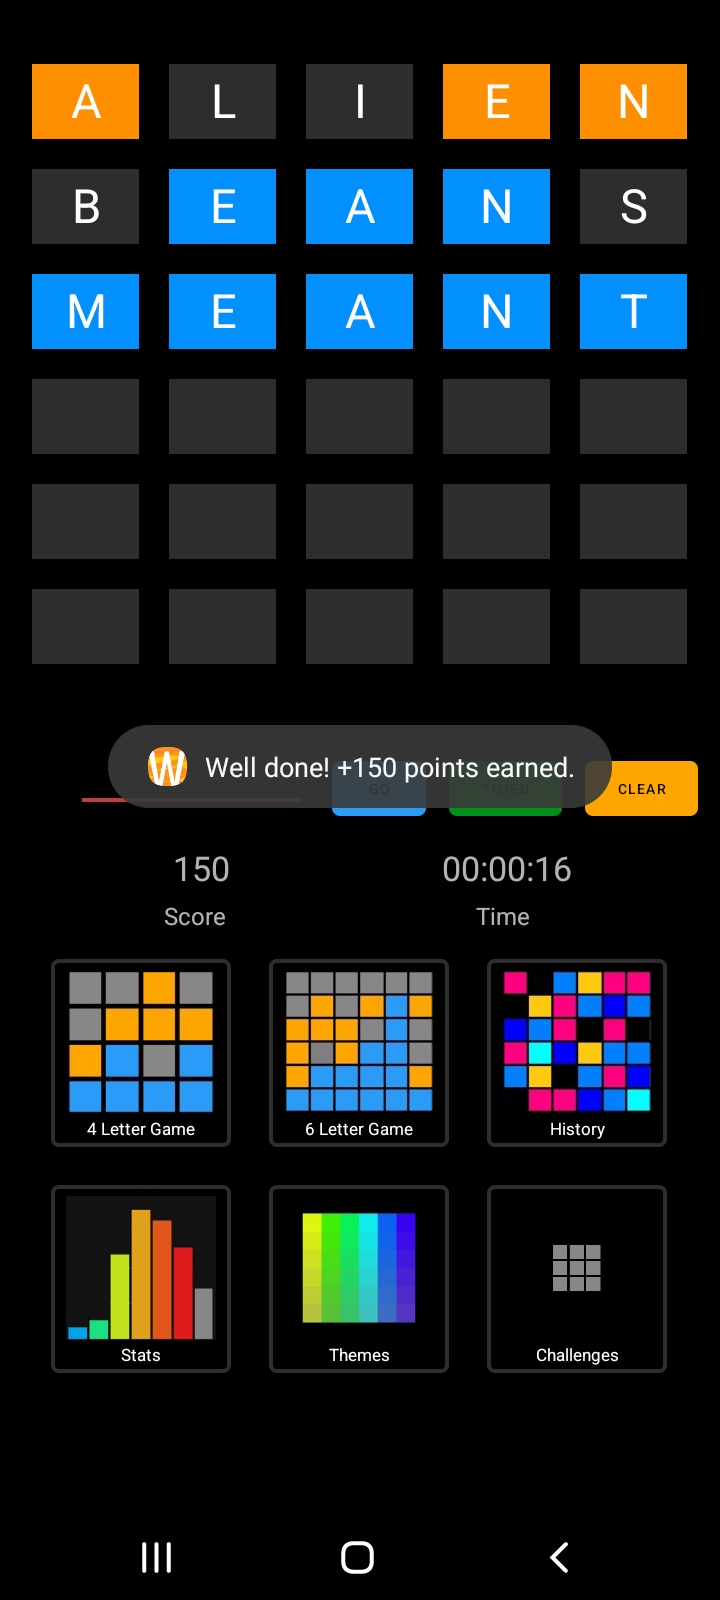 A L I E N
B E A N S
M E A N T
Well done! +150 points earned.
GO TIMED CLEAR
150 00:00:16
Score Time
4 Letter Game 6 Letter Game History
Stats Themes Challenges